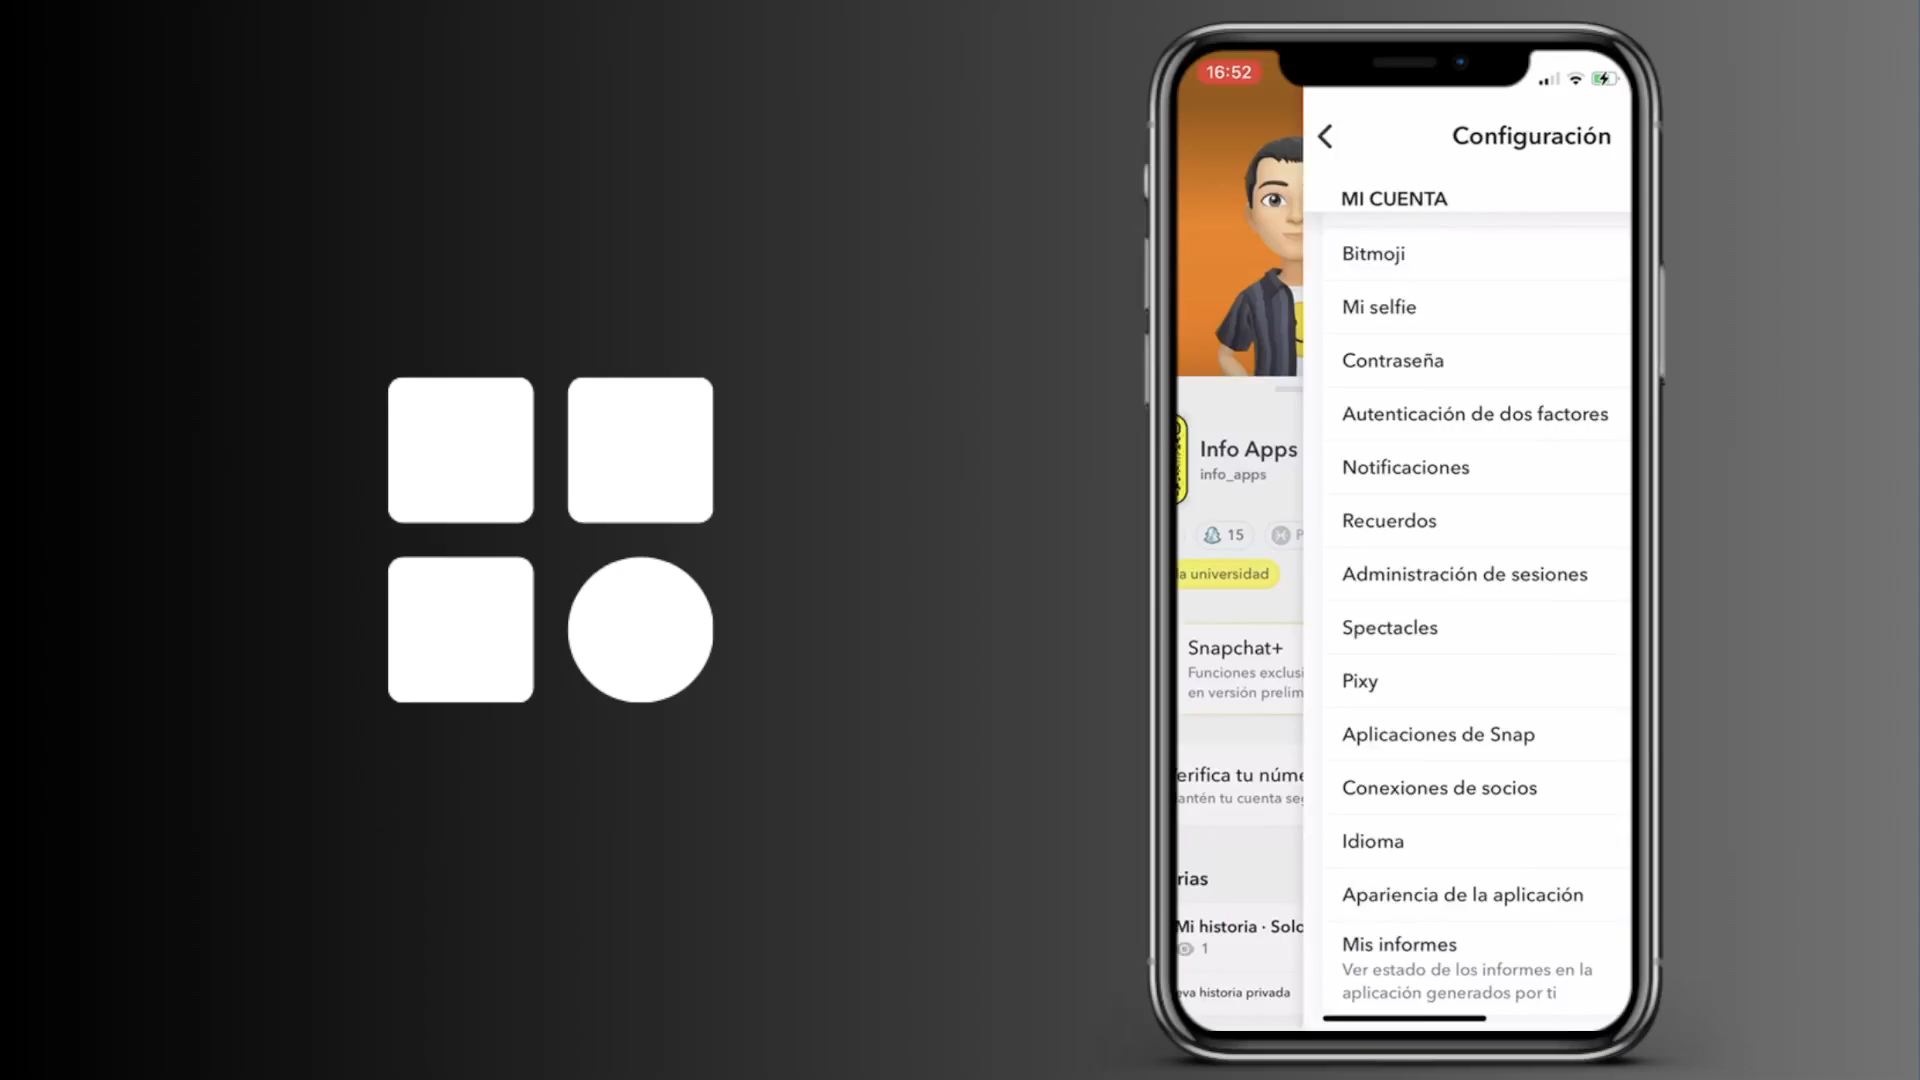 16:52
Configuración
MI CUENTA
Bitmoji
Mi selfie
Contraseña
Autenticación de dos factores
Notificaciones
Recuerdos
Administración de sesiones
Spectacles
Pixy
Aplicaciones de Snap
Conexiones de socios
Idioma
Apariencia de la aplicación
Mis informes
Ver estado de los informes en la
aplicación generados por ti
Info Apps
info_apps
15
P
la universidad
Snapchat+
Funciones exclusi
en versión prelim
erifica tu núme
antén tu cuenta seg
rias
Mi historia · Solo
1
eva historia privada